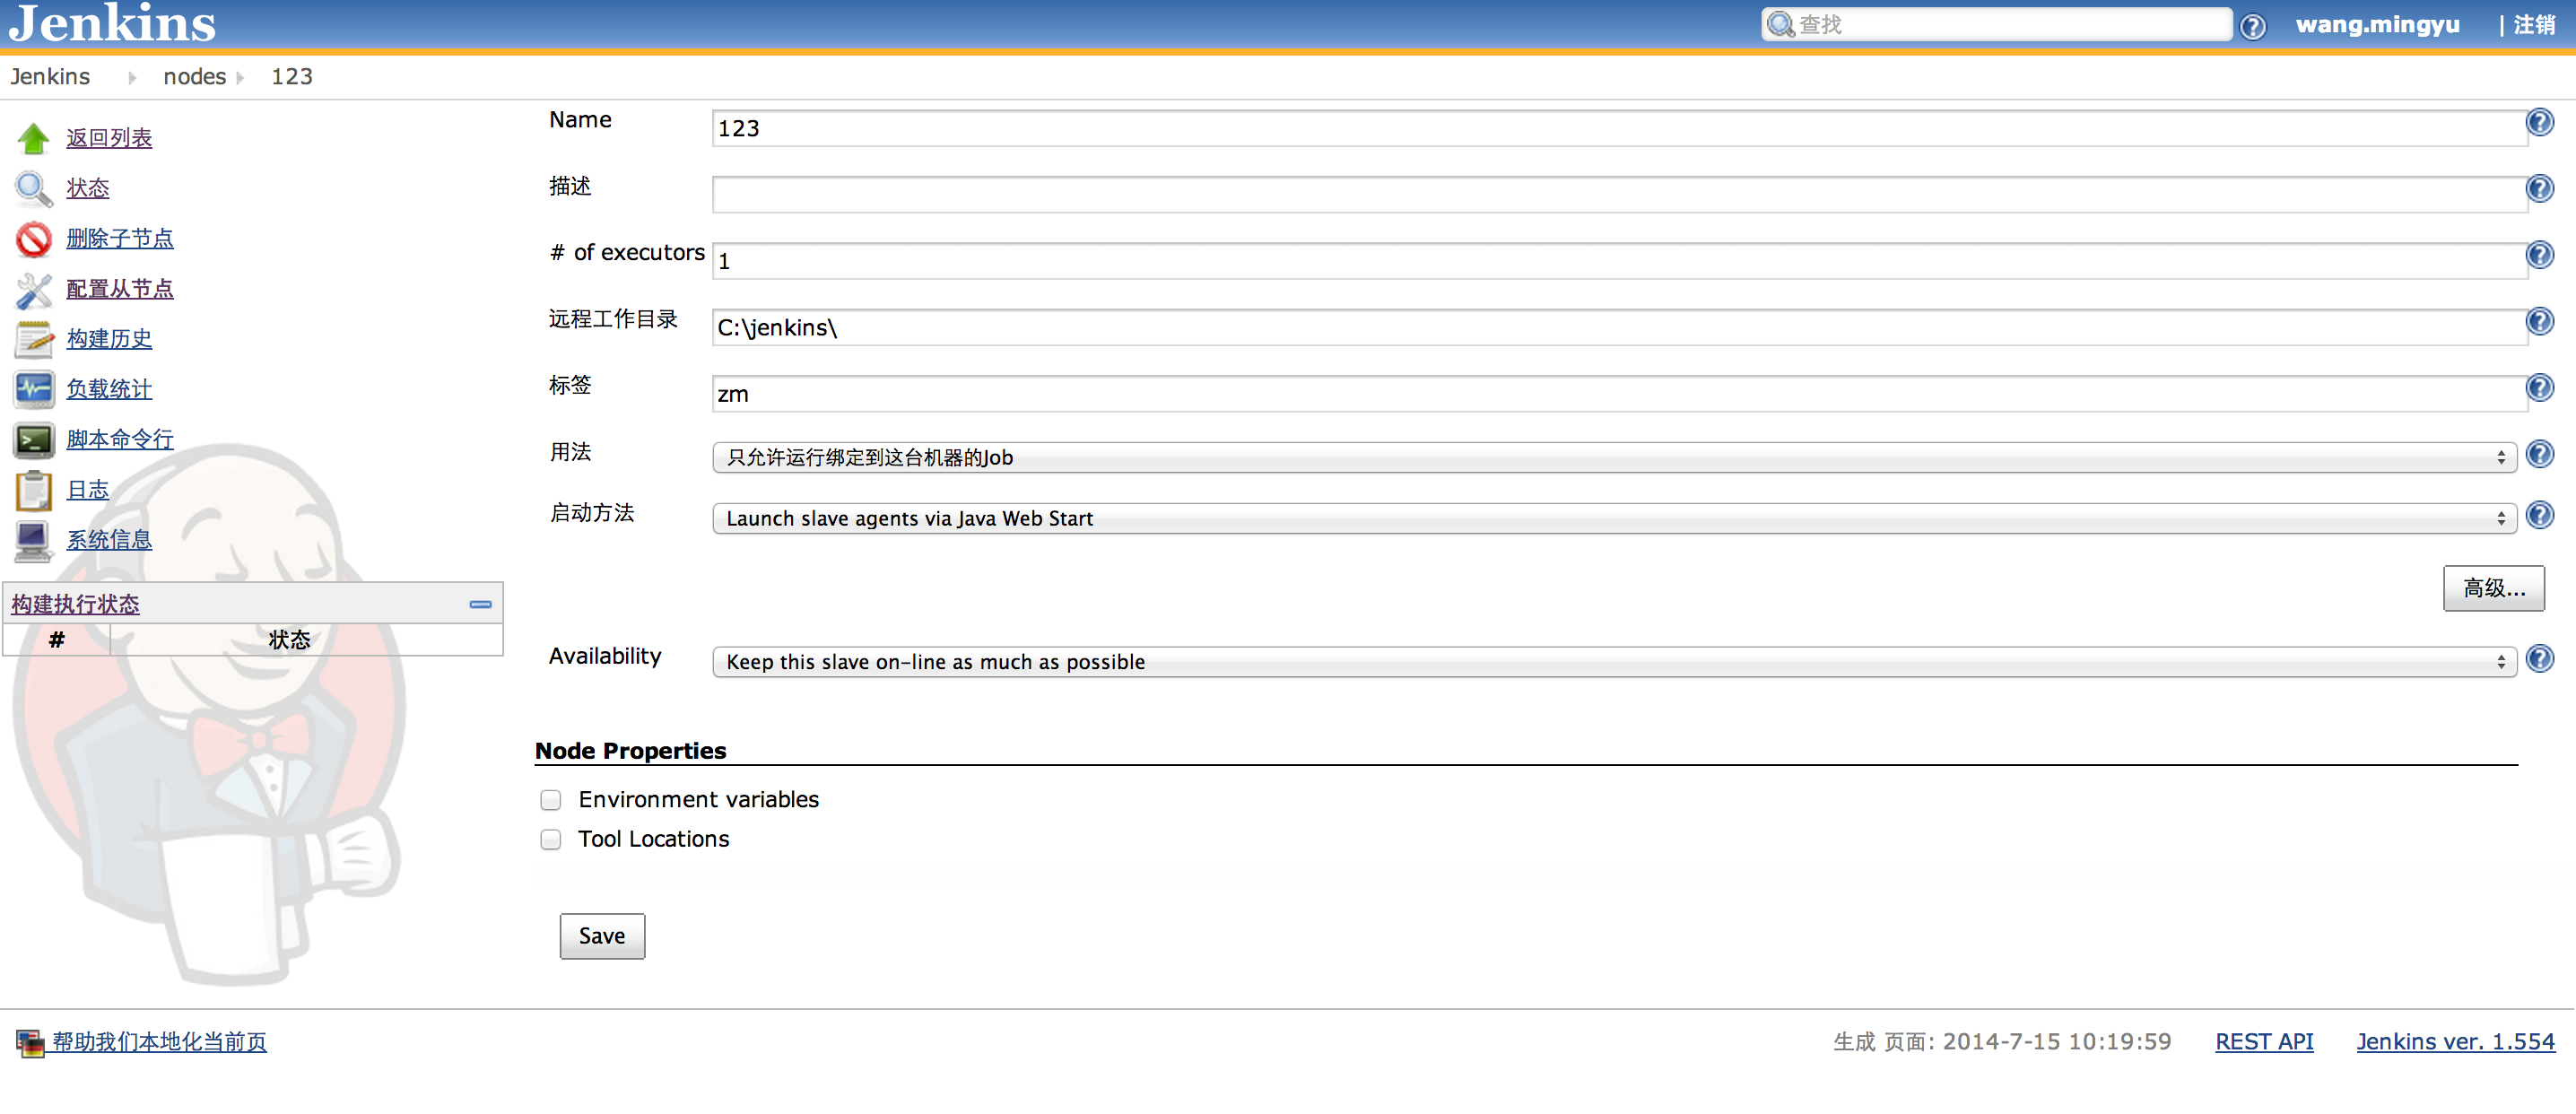 Jenkins
查找
wang.mingyu | 注销
Jenkins nodes 123
返回列表
状态
删除子节点
配置从节点
构建历史
负载统计
脚本命令行
日志
系统信息
构建执行状态
# 状态
Name 123
描述
# of executors 1
远程工作目录 C:\jenkins\
标签 zm
用法 只允许运行绑定到这台机器的Job
启动方法 Launch slave agents via Java Web Start
高级...
Availability Keep this slave on-line as much as possible
Node Properties
Environment variables
Tool Locations
Save
帮助我们本地化当前页
生成 页面: 2014-7-15 10:19:59 REST API Jenkins ver. 1.554